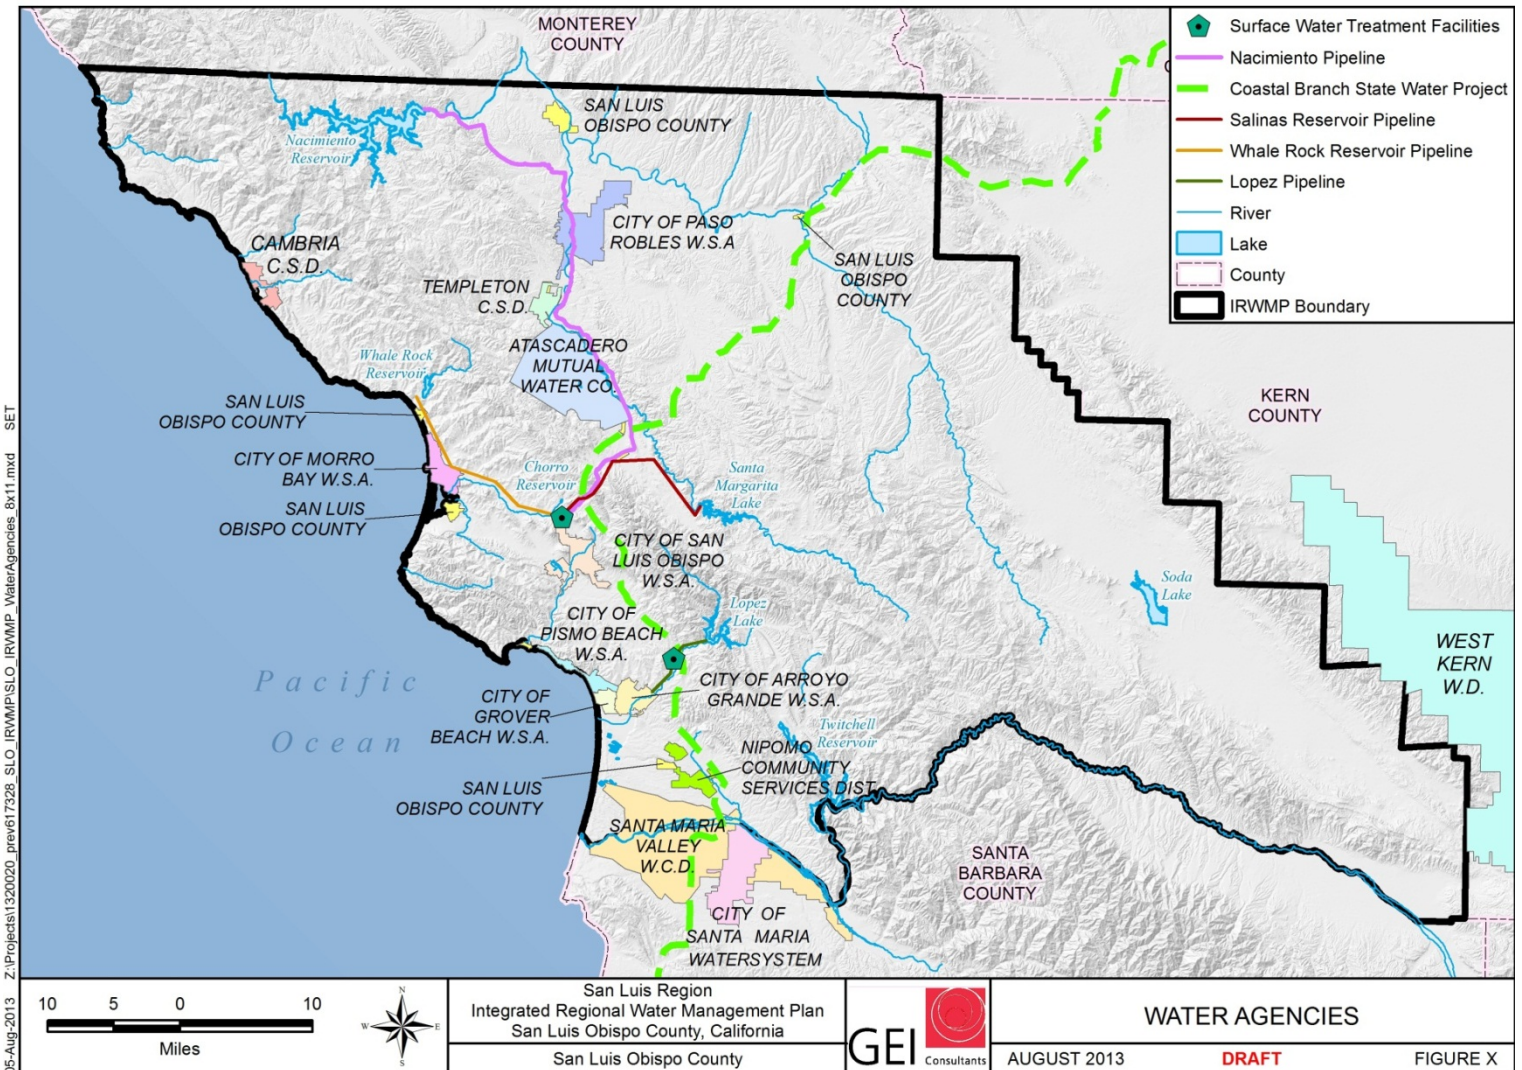 MONTEREY
COUNTY
Surface Water Treatment Facilities
Nacimiento Pipeline
Coastal Branch State Water Project
Salinas Reservoir Pipeline
Whale Rock Reservoir Pipeline
Lopez Pipeline
River
Lake
County
IRWMP Boundary
SAN LUIS
OBISPO COUNTY
Nacimiento
Reservoir
CITY OF PASO
ROBLES W.S.A
CAMBRIA
C.S.D.
SAN LUIS
OBISPO
COUNTY
TEMPLETON
C.S.D.
ATASCADERO
MUTUAL
WATER CO.
Whale Rock
Reservoir
SAN LUIS
OBISPO COUNTY
KERN
COUNTY
CITY OF MORRO
BAY W.S.A.
Chorro
Reservoir
Santa
Margarita
Lake
SAN LUIS
OBISPO COUNTY
CITY OF SAN
LUIS OBISPO
W.S.A.
Soda
Lake
Lopez
Lake
CITY OF
PISMO BEACH
W.S.A.
WEST
KERN
W.D.
Pacific
Ocean
CITY OF ARROYO
GRANDE W.S.A.
CITY OF
GROVER
BEACH W.S.A.
Twitchell
Reservoir
NIPOMO
COMMUNITY
SERVICES DIST
SAN LUIS
OBISPO COUNTY
SANTA MARIA
VALLEY
W.C.D.
SANTA
BARBARA
COUNTY
CITY OF
SANTA MARIA
WATERSYSTEM
05-Aug-2013 Z:\Projects\1320020_prev617328_SLO_IRWMP\SLO_IRWMP_WaterAgencies_8x11.mxd SET
10 5 0 10
Miles
N
W E
S
San Luis Region
Integrated Regional Water Management Plan
San Luis Obispo County, California
San Luis Obispo County
GEI Consultants
WATER AGENCIES
AUGUST 2013 DRAFT FIGURE X